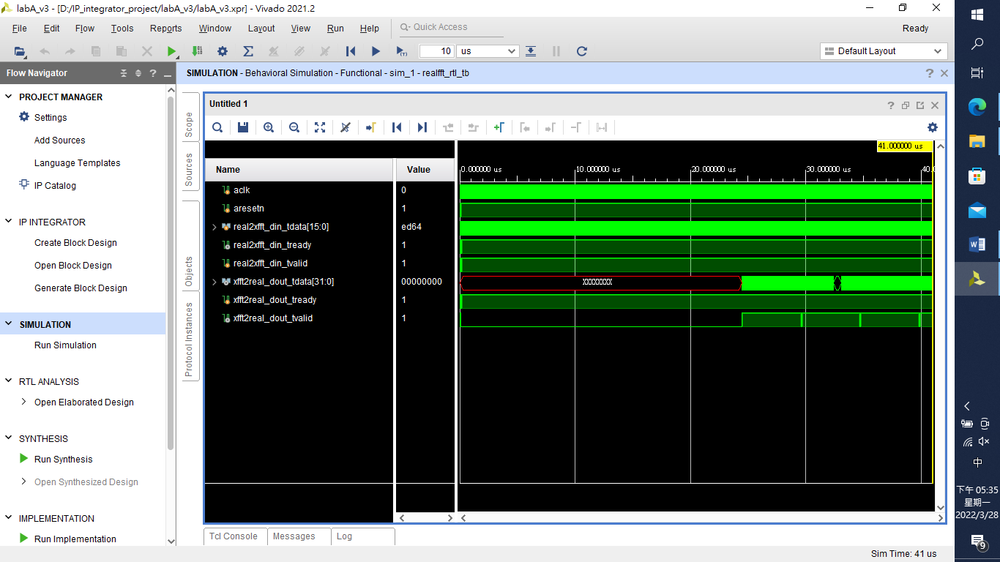 labA_v3 - [D:/IP_integrator_project/labA_v3/labA_v3.xpr] - Vivado 2021.2
File Edit Flow Tools Reports Window Layout View Run Help
Quick Access
Ready
10 us
Default Layout
Flow Navigator
PROJECT MANAGER
Settings
Add Sources
Language Templates
IP Catalog
IP INTEGRATOR
Create Block Design
Open Block Design
Generate Block Design
SIMULATION
Run Simulation
RTL ANALYSIS
Open Elaborated Design
SYNTHESIS
Run Synthesis
Open Synthesized Design
IMPLEMENTATION
Run Implementation
SIMULATION - Behavioral Simulation - Functional - sim_1 - realfft_rtl_tb
Scope
Sources
Objects
Protocol Instances
Untitled 1
41.000000 us
Name Value
0.000000 us 10.000000 us 20.000000 us 30.000000 us 40.0
aclk 0
aresetn 1
real2xfft_din_tdata[15:0] ed64
real2xfft_din_tready 1
real2xfft_din_tvalid 1
xfft2real_dout_tdata[31:0] 00000000 XXXXXXXX
xfft2real_dout_tready 1
xfft2real_dout_tvalid 1
Tcl Console Messages Log
Sim Time: 41 us
中
下午 05:35
星期一
2022/3/28
9